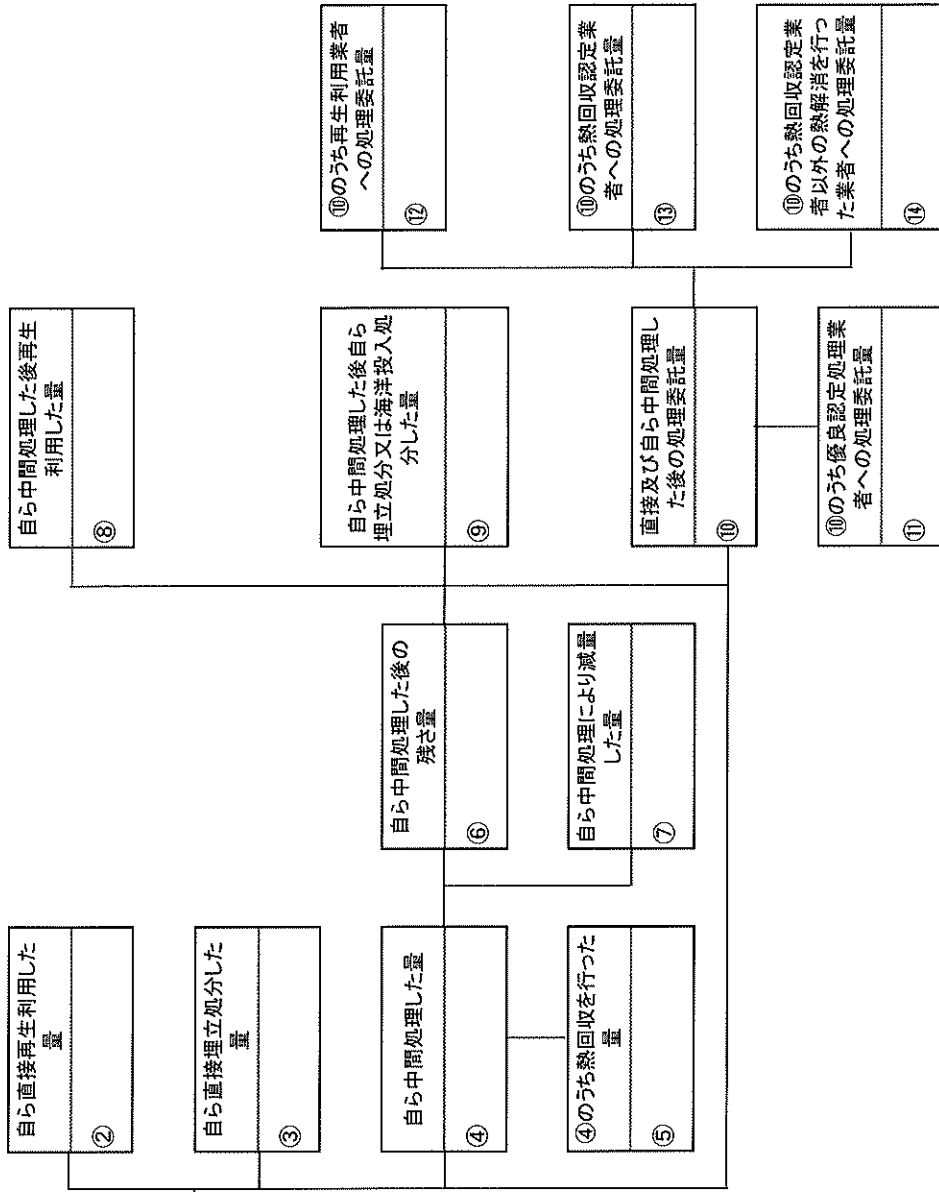 自ら直接再生利用した
量
②
自ら直接埋立処分した
量
③
自ら中間処理した量
④
④のうち熱回収を行った
量
⑤
自ら中間処理した後の
残さ量
⑥
自ら中間処理により減量
した量
⑦
自ら中間処理した後再生
利用した量
⑧
自ら中間処理した後自ら
埋立処分又は海洋投入処
分した量
⑨
直接及び自ら中間処理し
た後の処理委託量
⑩
⑩のうち優良認定処理業
者への処理委託量
⑪
⑩のうち再生利用業者
への処理委託量
⑫
⑩のうち熱回収認定業
者への処理委託量
⑬
⑩のうち熱回収認定業
者以外の熱解消を行っ
た業者への処理委託量
⑭